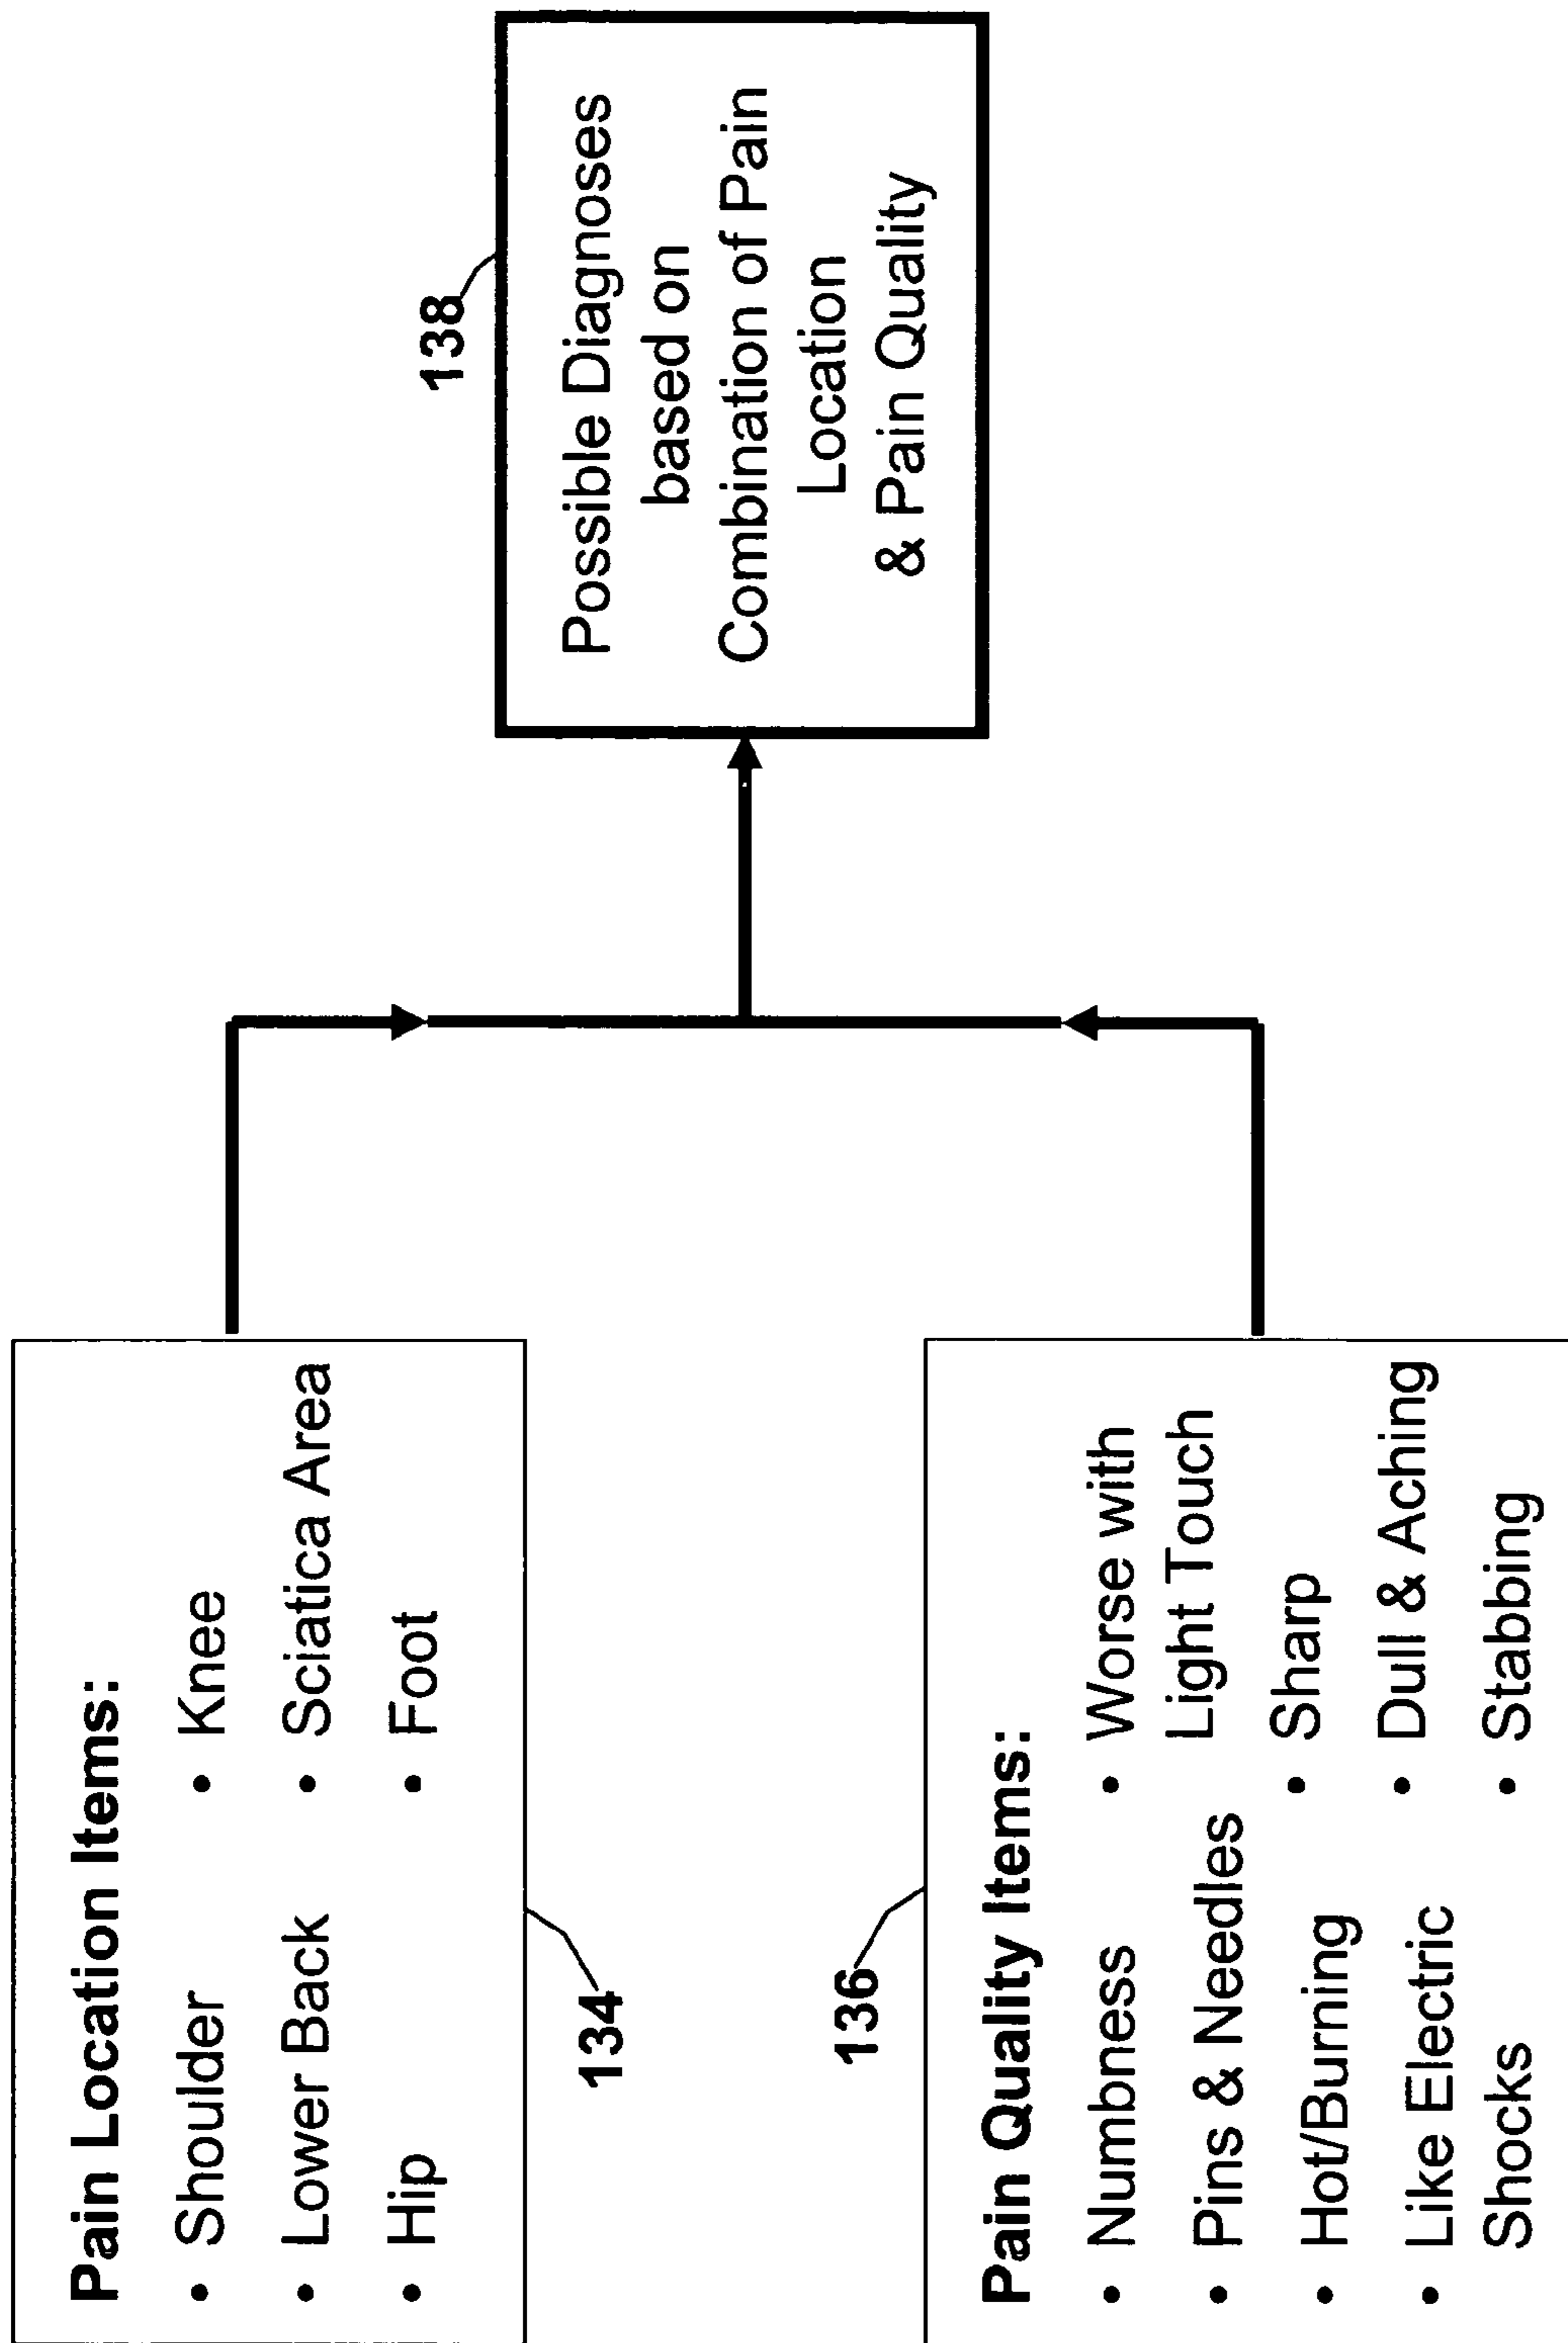 Pain Location Items:
• Shoulder
• Lower Back
• Hip
• Knee
• Sciatica Area
• Foot
134
136
Pain Quality Items:
• Numbness
• Pins & Needles
• Hot/Burning
• Like Electric
Shocks
• Worse with
Light Touch
• Sharp
• Dull & Aching
• Stabbing
138
Possible Diagnoses
based on
Combination of Pain
Location
& Pain Quality